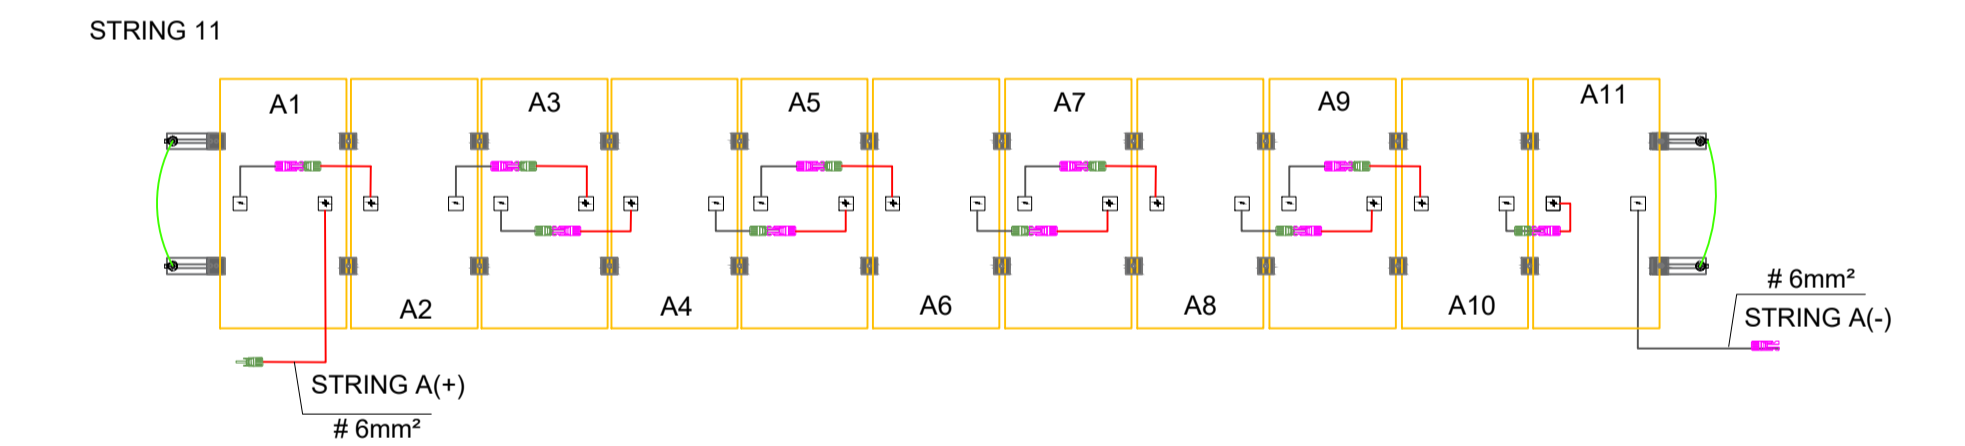 STRING 11
A1
A3
A5
A7
A9
A11
- + + - - + + - - + + - - + + - - + + - + -
A2
A4
A6
A8
A10
# 6mm²
STRING A(-)
STRING A(+)
# 6mm²